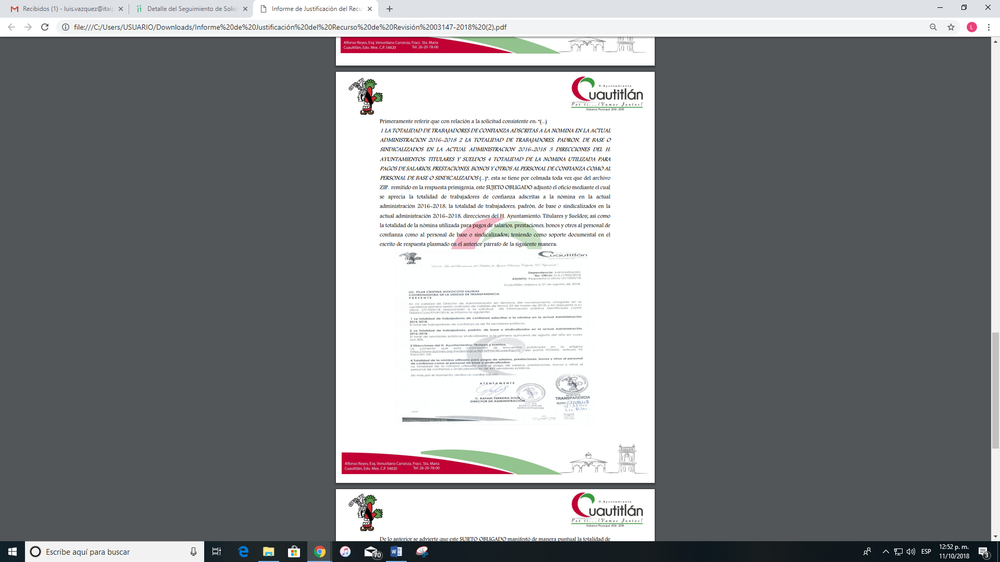 Recibidos (1) - luis.vazquez@itaip
Detalle del Seguimiento de Solici
Informe de Justificación del Recu
file:///C:/Users/USUARIO/Downloads/Informe%20de%20Justificación%20del%20Recurso%20de%20Revisión%2003147-2018%20(2).pdf
L
Alfonso Reyes, Esq. Venustiano Carranza, Fracc. Sta. María
Cuautitlán, Edo. Mex. C.P. 54820 Tel: 26-20-78-00
H. Ayuntamiento
Cuautitlán
Por ti...¡Vamos Juntos!
Gobierno Municipal 2016-2018
Primeramente referir que con relación a la solicitud consistente en: "(...)
1 LA TOTALIDAD DE TRABAJADORES DE CONFIANZA ADSCRITAS A LA NOMINA EN LA ACTUAL
ADMINISTRACION 2016-2018 2 LA TOTALIDAD DE TRABAJADORES, PADRON, DE BASE O
SINDICALIZADOS EN LA ACTUAL ADMINISTRACION 2016-2018 3 DIRECCIONES DEL H.
AYUNTAMIENTOS: TITULARES Y SUELDOS 4 TOTALIDAD DE LA NOMINA UTILIZADA PARA
PAGOS DE SALARIOS, PRESTACIONES, BONOS Y OTROS AL PERSONAL DE CONFIANZA COMO AL
PERSONAL DE BASE O SINDICALIZADOS (...)", esta se tiene por colmada toda vez que del archivo
ZIP. remitido en la respuesta primigenia, este SUJETO OBLIGADO adjuntó el oficio mediante el cual
se aprecia la totalidad de trabajadores de confianza adscritas a la nómina en la actual
administración 2016-2018, la totalidad de trabajadores, padrón, de base o sindicalizados en la
actual administración 2016-2018, direcciones del H. Ayuntamiento: Titulares y Sueldos; así como
la totalidad de la nómina utilizada para pagos de salarios, prestaciones, bonos y otros al personal de
confianza como al personal de base o sindicalizados; teniendo como soporte documental en el
escrito de respuesta plasmado en el anterior párrafo de la siguiente manera:
Cuautitlán
"2018. Año del Bicentenario del Natalicio de Ignacio Ramírez Calzada, El Nigromante"
Dependencia: Administración
No. Oficio: D.A./1902/2018
ASUNTO: Respuesta a oficio UT/1025/18
Cuautitlán, México a 27 de agosto de 2018.
LIC. PILAR CRISTINA XOXOCOTZI SALINAS
COORDINADORA DE LA UNIDAD DE TRANSPARENCIA
P R E S E N T E
En mi calidad de Director de Administración en términos del nombramiento otorgado en la
centésima primera sesión ordinaria de cabildo de fecha 22 de marzo de 2018; y en respuesta a su
oficio UT/1025/18 relacionado a la solicitud de información pública identificada como
00069/CUAUTIT/IP/2018, le informo lo siguiente:
1 La totalidad de trabajadores de confianza adscritas a la nómina en la actual Administración
2016-2018.
El total de trabajadores de confianza es de 96 servidores públicos.
2 La totalidad de trabajadores, padrón, de base o sindicalizados en la actual Administración
2016-2018.
El total de servidores públicos sindicalizados a la primera quincena de agosto del año en curso
son 403.
3 Direcciones del H. Ayuntamientos: Titulares y sueldos.
Le comento que esta información se encuentra publicada en la página
https://www.ipomex.org.mx/ipo3/lgt/ del portal IPOMEX, artículo 92
fracción VIII.
4 Totalidad de la nómina utilizada para pagos de salarios, prestaciones, bonos y otros al personal
de confianza como al personal de base o sindicalizados.
La totalidad de la nómina utilizada para el pago de salarios, prestaciones, bonos y otros al
personal de confianza y sindicalizados es de 499 servidores públicos.
Sin más por el momento, reciba un cordial saludo.
A T E N T A M E N T E
C. RAFAEL FERREIRA SOLIS
DIRECTOR DE ADMINISTRACIÓN
DIRECCIÓN DE
ADMINISTRACIÓN
2016-2018
TRANSPARENCIA
27/08/18
12:33 hrs
Lic. Pilar.
Alfonso Reyes, Esq. Venustiano Carranza, Fracc. Sta. María
Cuautitlán, Edo. Mex. C.P. 54820 Tel: 26-20-78-00
H. Ayuntamiento
Cuautitlán
Por ti...¡Vamos Juntos!
Gobierno Municipal 2016-2018
De lo anterior se advierte que este SUJETO OBLIGADO manifestó de manera puntual la totalidad de
Escribe aquí para buscar
70
ESP
12:52 p. m.
11/10/2018
3